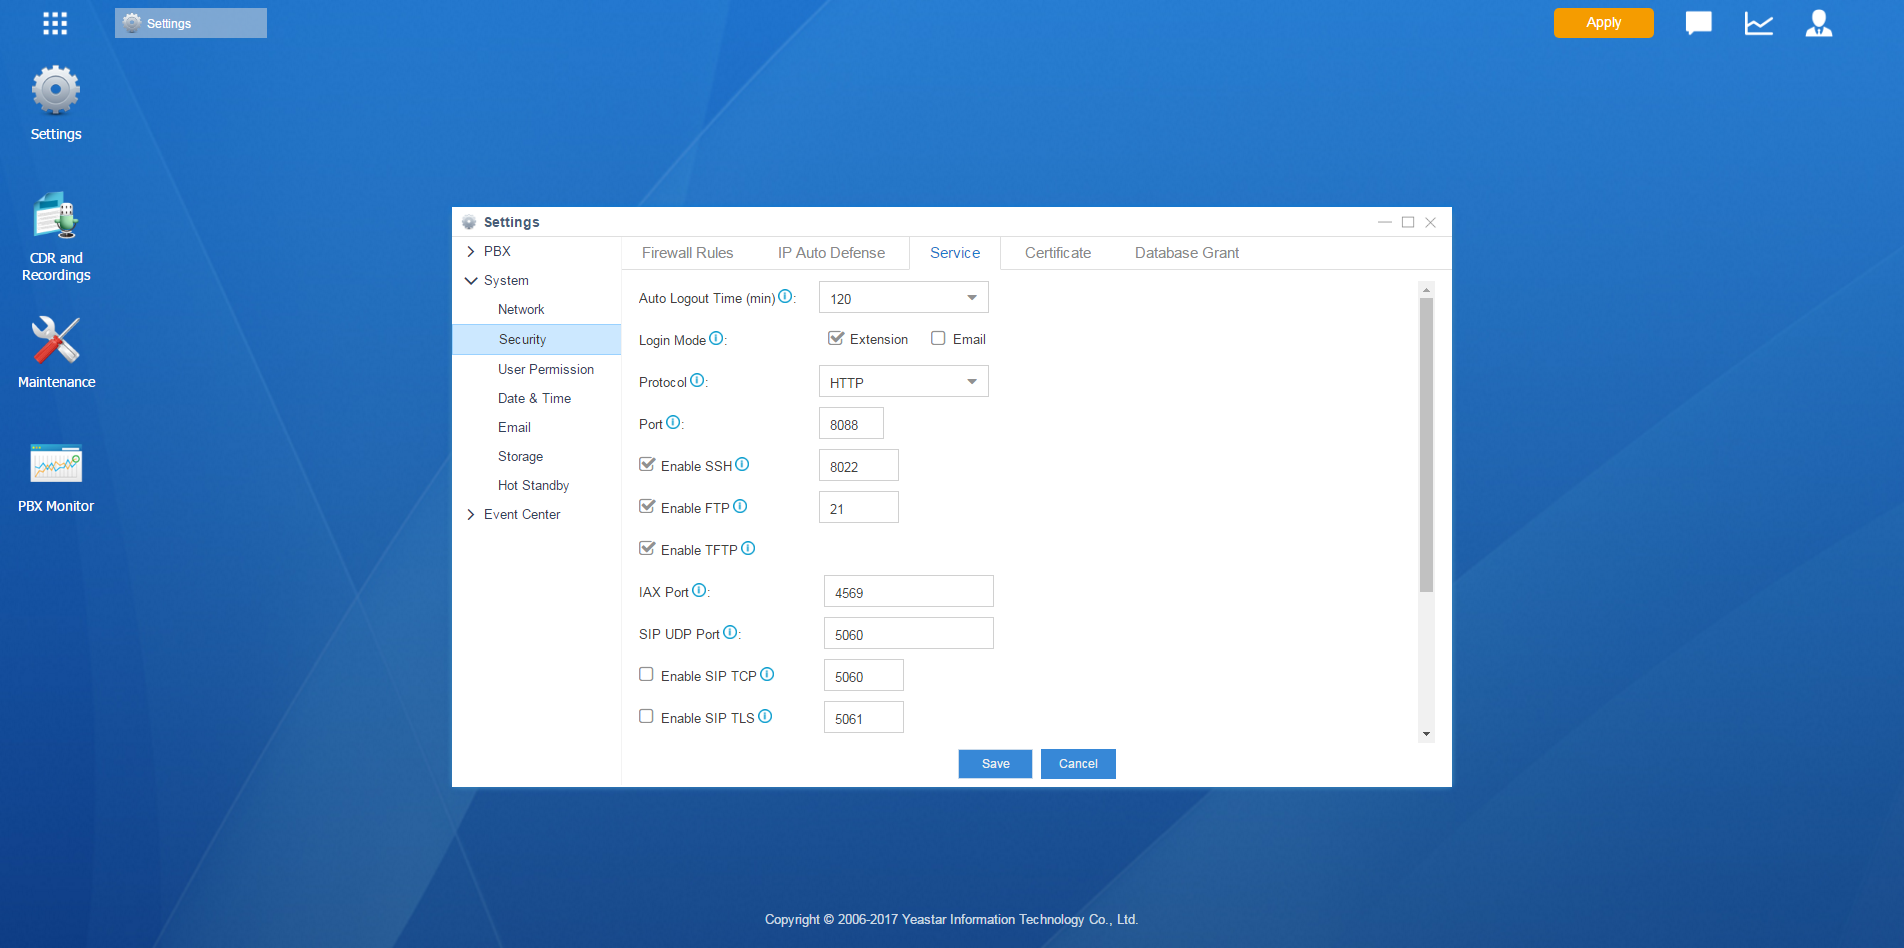 Settings
Apply
Settings
CDR and
Recordings
Maintenance
PBX Monitor
Settings
PBX
System
Network
Security
User Permission
Date & Time
Email
Storage
Hot Standby
Event Center
Firewall Rules IP Auto Defense Service Certificate Database Grant
Auto Logout Time (min) : 120
Login Mode : Extension Email
Protocol : HTTP
Port : 8088
Enable SSH 8022
Enable FTP 21
Enable TFTP
IAX Port : 4569
SIP UDP Port : 5060
Enable SIP TCP 5060
Enable SIP TLS 5061
Save Cancel
Copyright © 2006-2017 Yeastar Information Technology Co., Ltd.